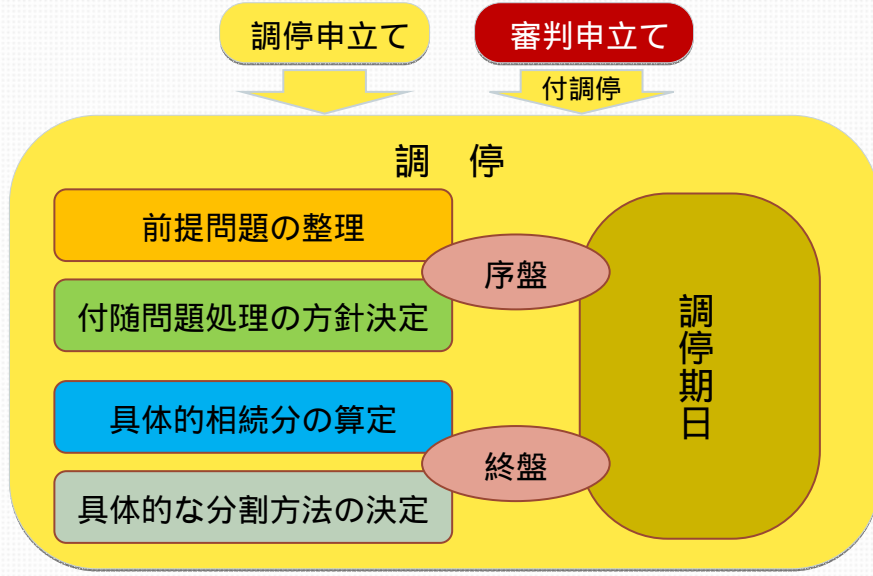 調停申立て
審判申立て
付調停
調　停
前提問題の整理
序盤
付随問題処理の方針決定
調停期日
具体的相続分の算定
終盤
具体的な分割方法の決定